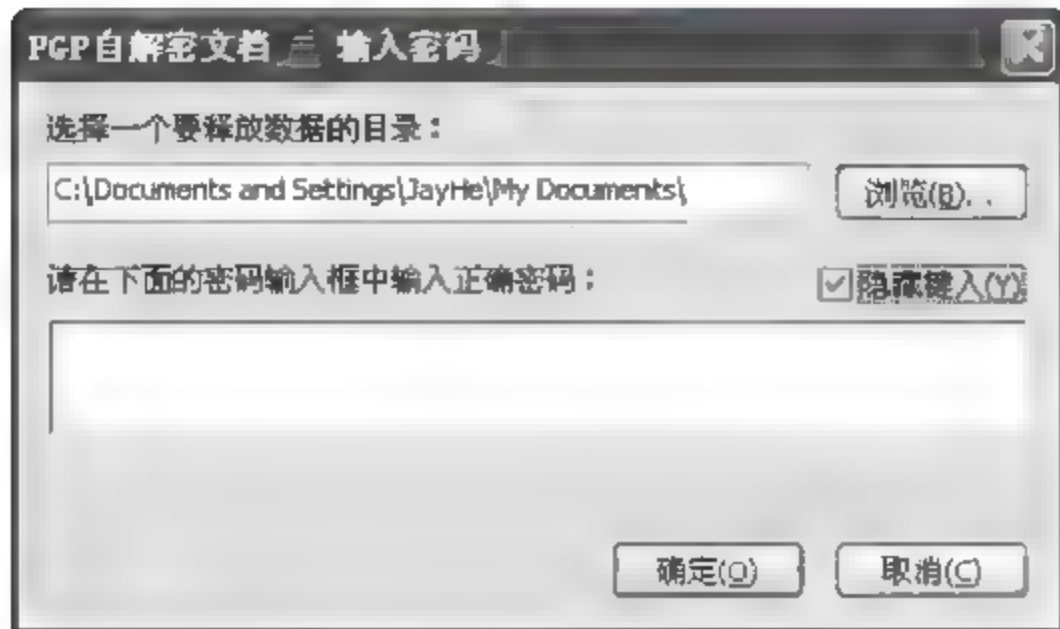 PGP自解密文档 - 输入密码
选择一个要释放数据的目录：
C:\Documents and Settings\JayHe\My Documents\
浏览(B)...
请在下面的密码输入框中输入正确密码：
隐藏键入(Y)
确定(O)
取消(C)